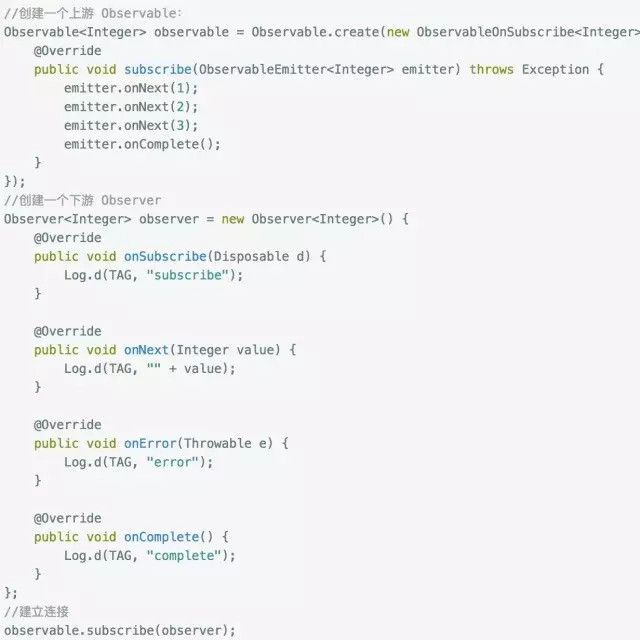 //创建一个上游 Observable：
Observable<Integer> observable = Observable.create(new ObservableOnSubscribe<Integer>
    @Override
    public void subscribe(ObservableEmitter<Integer> emitter) throws Exception {
        emitter.onNext(1);
        emitter.onNext(2);
        emitter.onNext(3);
        emitter.onComplete();
    }
});
//创建一个下游 Observer
Observer<Integer> observer = new Observer<Integer>() {
    @Override
    public void onSubscribe(Disposable d) {
        Log.d(TAG, "subscribe");
    }

    @Override
    public void onNext(Integer value) {
        Log.d(TAG, "" + value);
    }

    @Override
    public void onError(Throwable e) {
        Log.d(TAG, "error");
    }

    @Override
    public void onComplete() {
        Log.d(TAG, "complete");
    }
};
//建立连接
observable.subscribe(observer);